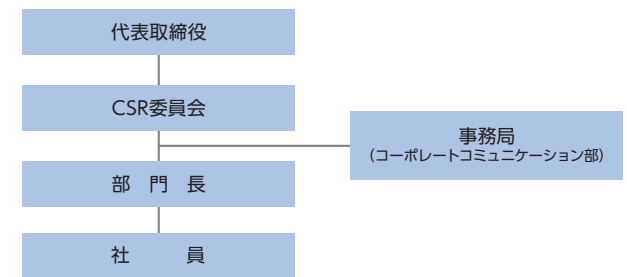 代表取締役
CSR委員会
事務局
（コーポレートコミュニケーション部）
部　門　長
社　　　員